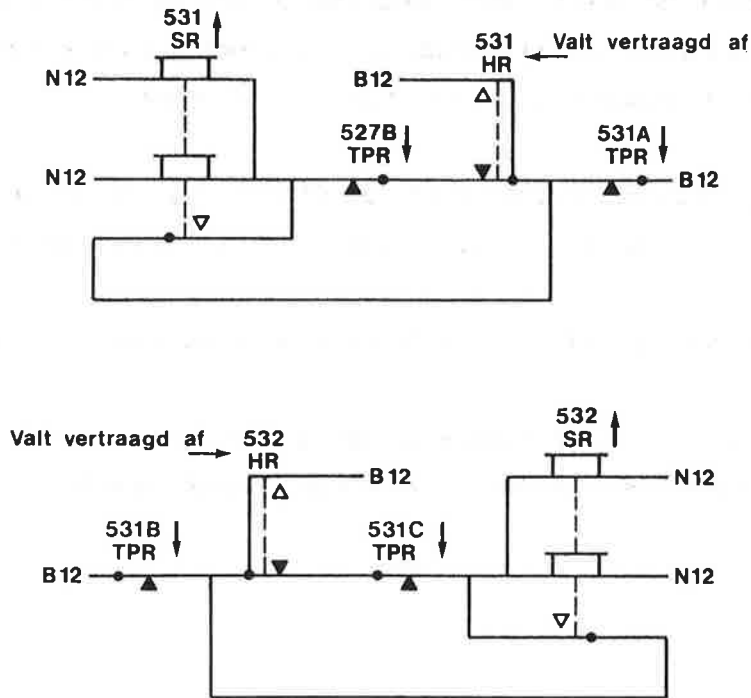 531
SR
531
HR
Valt vertraagd af
N12
B12
527B
TPR
531A
TPR
N12
B12
Valt vertraagd af
532
HR
532
SR
B12
N12
531B
TPR
531C
TPR
B12
N12